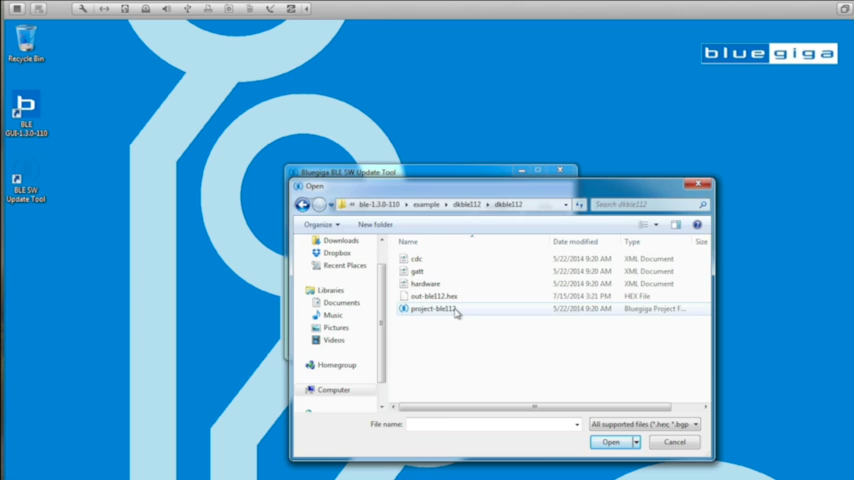 bluegiga
Recycle Bin
BLE
GUI-1.3.0-110
BLE SW
Update Tool
Bluegiga BLE SW Update Tool
Open
« ble-1.3.0-110 ▸ example ▸ dkble112 ▸ dkble112
Search dkble112
Organize
New folder
Name
Date modified
Type
Size
Downloads
Dropbox
Recent Places
Libraries
Documents
Music
Pictures
Videos
Homegroup
Computer
cdc 5/22/2014 9:20 AM XML Document
gatt 5/22/2014 9:20 AM XML Document
hardware 5/22/2014 9:20 AM XML Document
out-ble112.hex 7/15/2014 3:21 PM HEX File
project-ble112 5/22/2014 9:20 AM Bluegiga Project F...
File name:
All supported files (*.hex; *.bgp
Open
Cancel